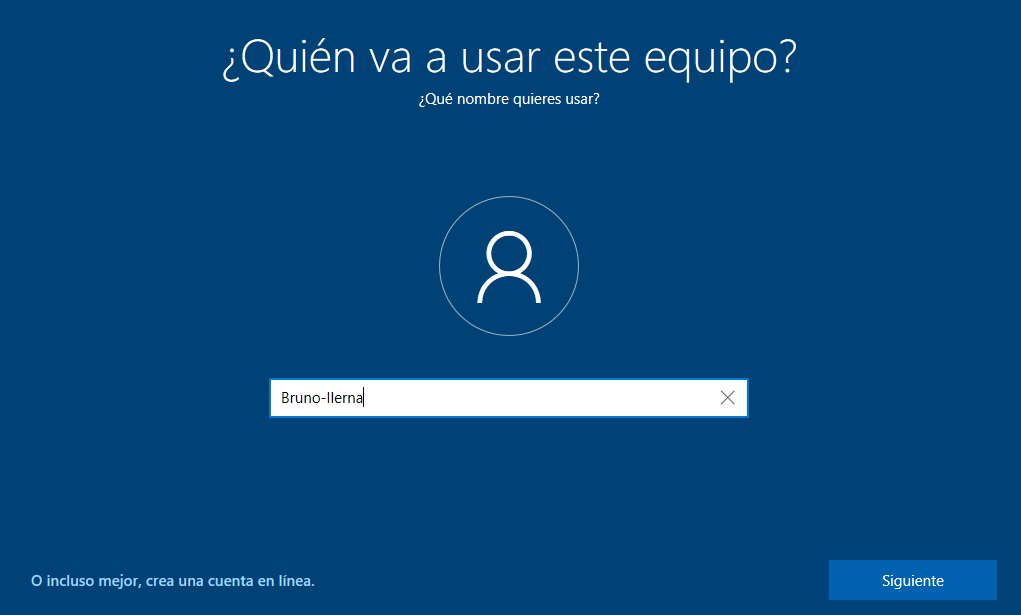 ¿Quién va a usar este equipo?
¿Qué nombre quieres usar?
Bruno-Ilerna
O incluso mejor, crea una cuenta en línea.
Siguiente